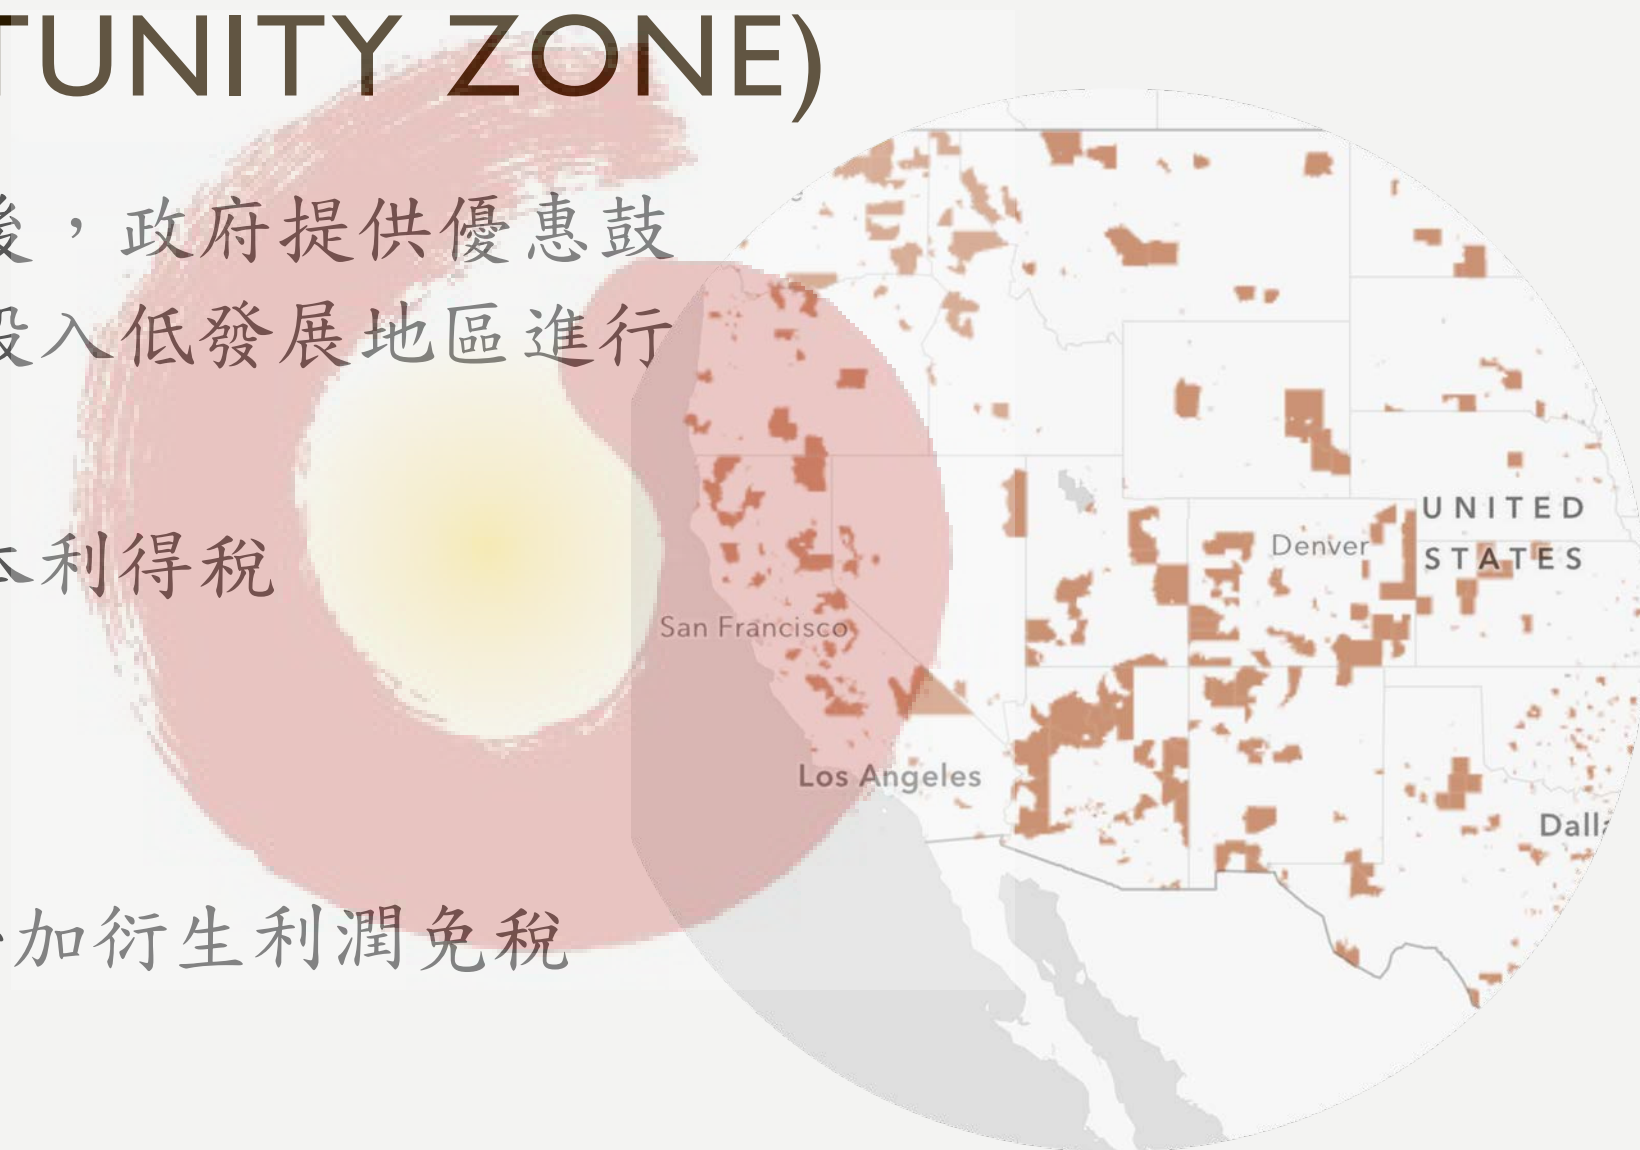 TUNITY ZONE)
後，政府提供優惠鼓
投入低發展地區進行
本利得稅
加衍生利潤免稅
UNITED
STATES
Denver
San Francisco
Los Angeles
Dalla